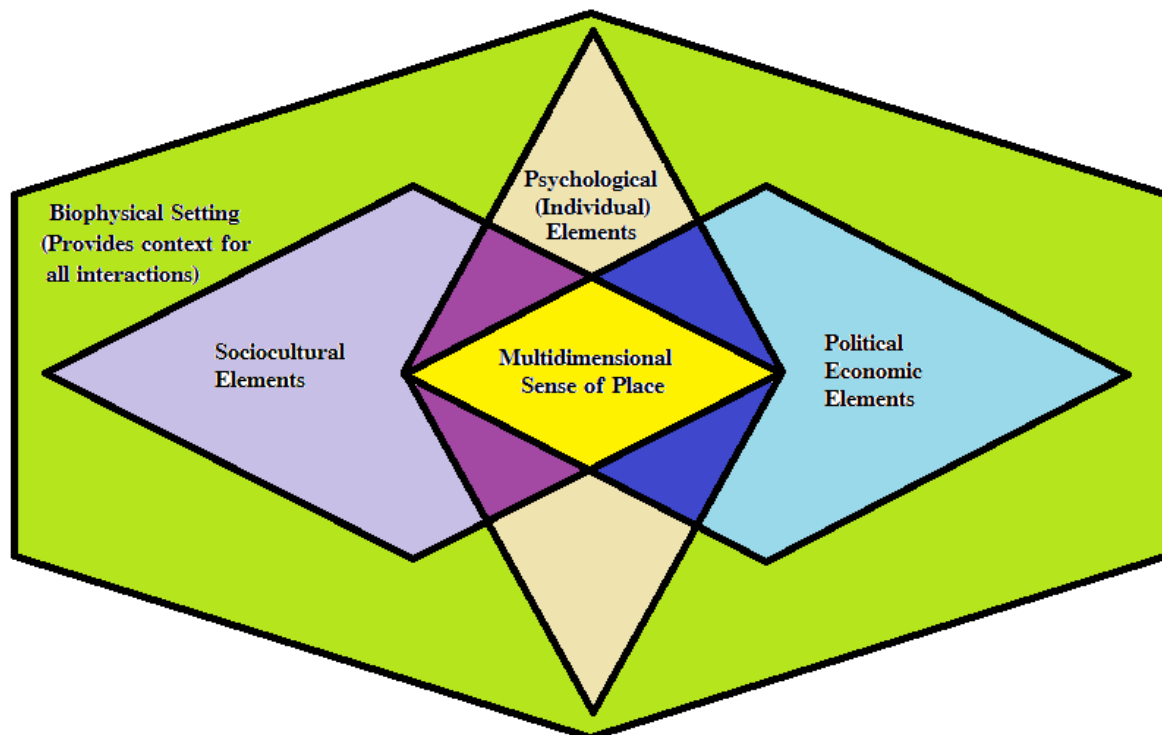 Psychological
(Individual)
Elements
Biophysical Setting
(Provides context for
all interactions)
Sociocultural
Elements
Multidimensional
Sense of Place
Political
Economic
Elements